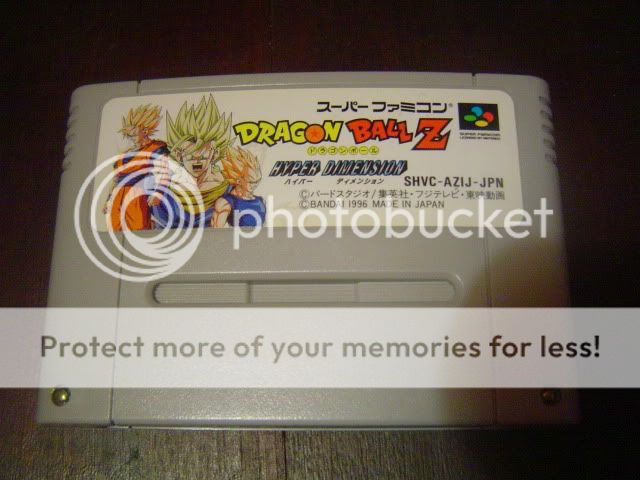 スーパーファミコン®
SUPER FAMICOM
LICENSED BY NINTENDO
DRAGON BALL Z
ドラゴンボール
HYPER DIMENSION
ハイパー ディメンション
SHVC-AZIJ-JPN
©バードスタジオ/集英社・フジテレビ・東映動画
©BANDAI 1996 MADE IN JAPAN
photobucket
Protect more of your memories for less!